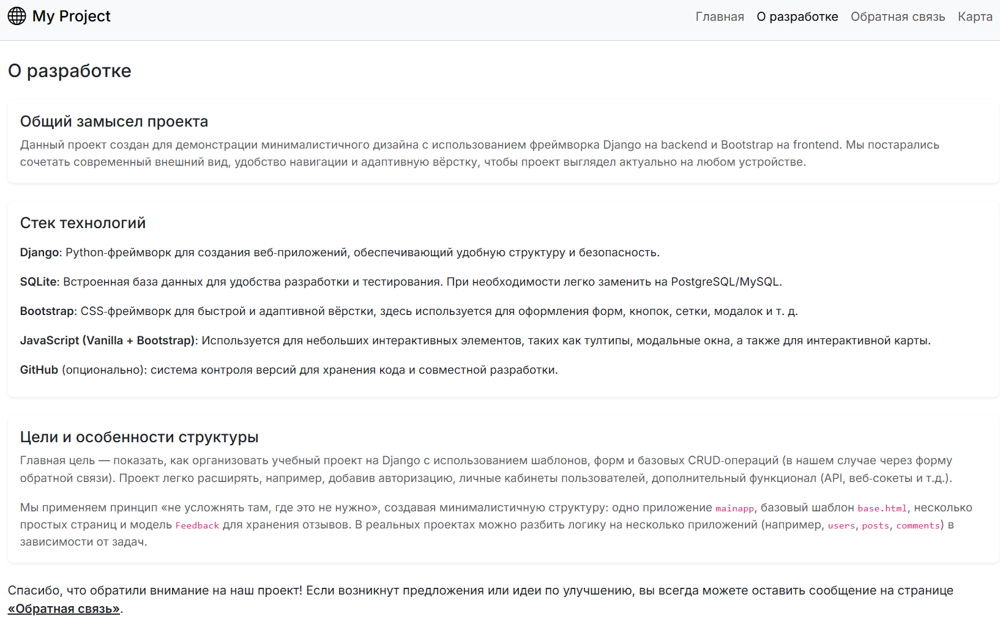 My Project
Главная О разработке Обратная связь Карта
О разработке
Общий замысел проекта
Данный проект создан для демонстрации минималистичного дизайна с использованием фреймворка Django на backend и Bootstrap на frontend. Мы постарались
сочетать современный внешний вид, удобство навигации и адаптивную вёрстку, чтобы проект выглядел актуально на любом устройстве.
Стек технологий
Django: Python-фреймворк для создания веб-приложений, обеспечивающий удобную структуру и безопасность.
SQLite: Встроенная база данных для удобства разработки и тестирования. При необходимости легко заменить на PostgreSQL/MySQL.
Bootstrap: CSS-фреймворк для быстрой и адаптивной вёрстки, здесь используется для оформления форм, кнопок, сетки, модалок и т. д.
JavaScript (Vanilla + Bootstrap): Используется для небольших интерактивных элементов, таких как тултипы, модальные окна, а также для интерактивной карты.
GitHub (опционально): система контроля версий для хранения кода и совместной разработки.
Цели и особенности структуры
Главная цель — показать, как организовать учебный проект на Django с использованием шаблонов, форм и базовых CRUD-операций (в нашем случае через форму
обратной связи). Проект легко расширять, например, добавив авторизацию, личные кабинеты пользователей, дополнительный функционал (API, веб-сокеты и т.д.).
Мы применяем принцип «не усложнять там, где это не нужно», создавая минималистичную структуру: одно приложение mainapp, базовый шаблон base.html, несколько
простых страниц и модель Feedback для хранения отзывов. В реальных проектах можно разбить логику на несколько приложений (например, users, posts, comments) в
зависимости от задач.
Спасибо, что обратили внимание на наш проект! Если возникнут предложения или идеи по улучшению, вы всегда можете оставить сообщение на странице
«Обратная связь».